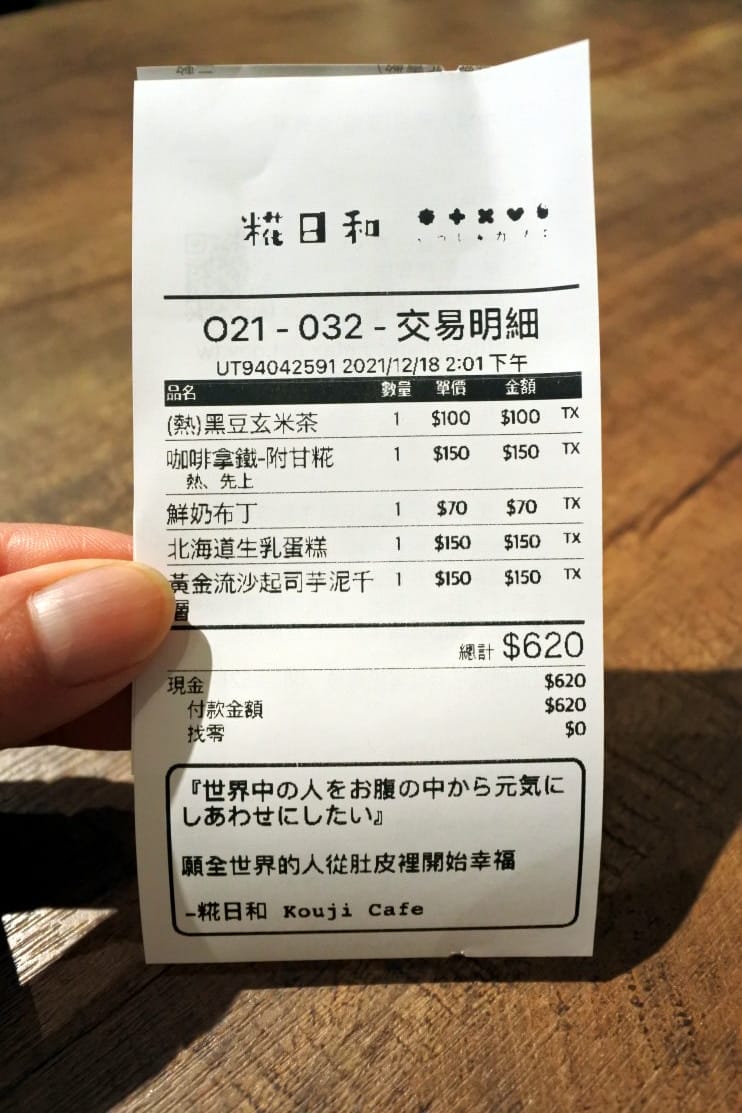 糀日和
O21 - 032 - 交易明細
UT94042591 2021/12/18 2:01 下午
品名 數量 單價 金額
(熱)黑豆玄米茶 1 $100 $100 TX
咖啡拿鐵-附甘糀 1 $150 $150 TX
熱、先上
鮮奶布丁 1 $70 $70 TX
北海道生乳蛋糕 1 $150 $150 TX
黃金流沙起司芋泥千 1 $150 $150 TX
層
總計 $620
現金 $620
付款金額 $620
找零 $0
『世界中の人をお腹の中から元気に
しあわせにしたい』
願全世界的人從肚皮裡開始幸福
-糀日和 Kouji Cafe